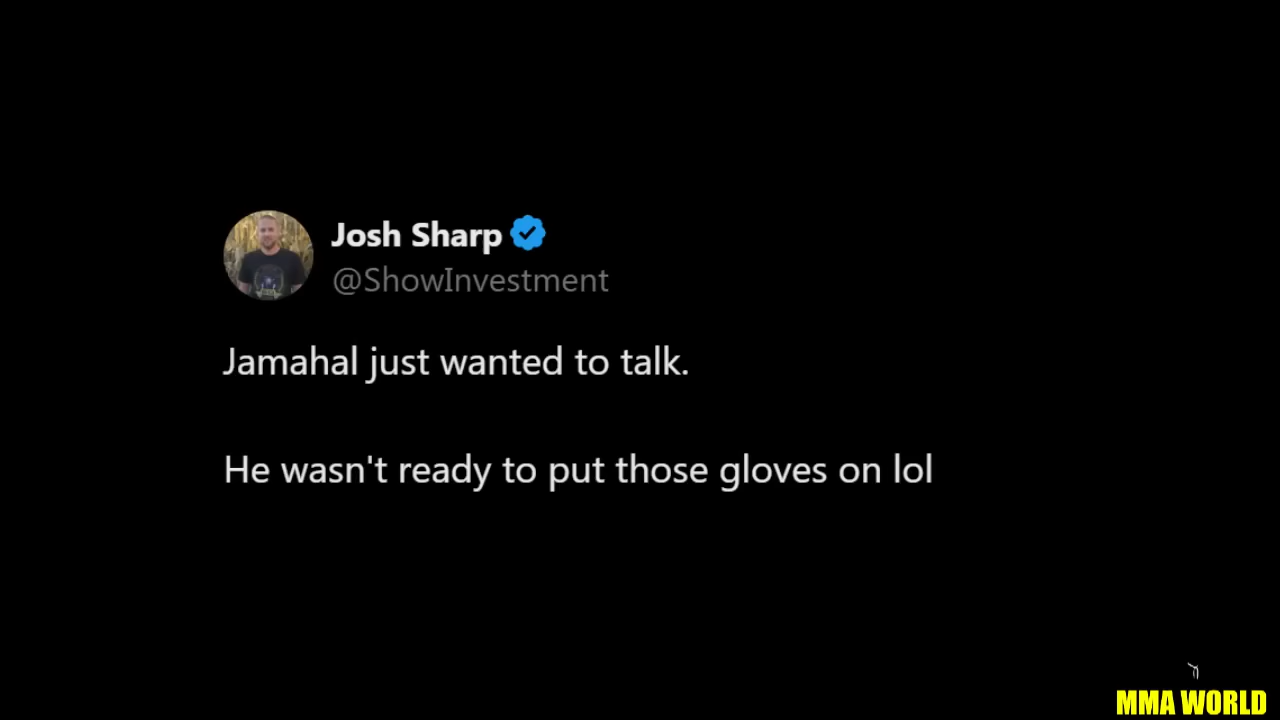 Josh Sharp
@ShowInvestment
Jamahal just wanted to talk.
He wasn't ready to put those gloves on lol
MMA WORLD